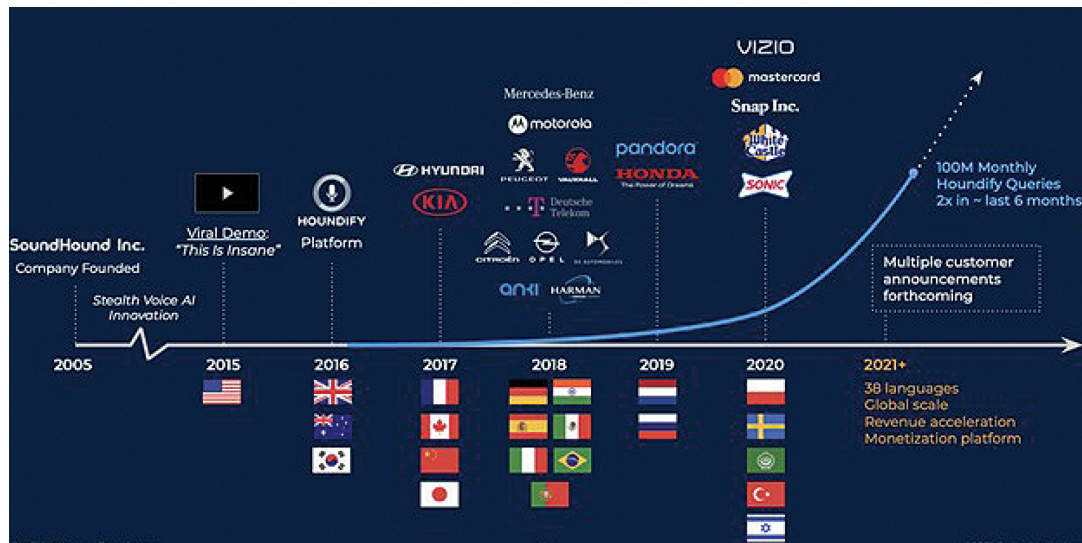 SoundHound Inc.
Company Founded
Stealth Voice AI
Innovation
2005
Viral Demo:
"This Is Insane"
2015
HOUNDIFY
Platform
2016
HYUNDAI
KIA
2017
Mercedes-Benz
motorola
PEUGEOT
VAUXHALL
Deutsche
Telekom
CITROËN
OPEL
DS AUTOMOBILES
anki
HARMAN
2018
pandora
HONDA
The Power of Dreams
2019
VIZIO
mastercard
Snap Inc.
White
Castle
SONIC
2020
100M Monthly
Houndify Queries
2x in ~ last 6 months
Multiple customer
announcements
forthcoming
2021+
38 languages
Global scale
Revenue acceleration
Monetization platform